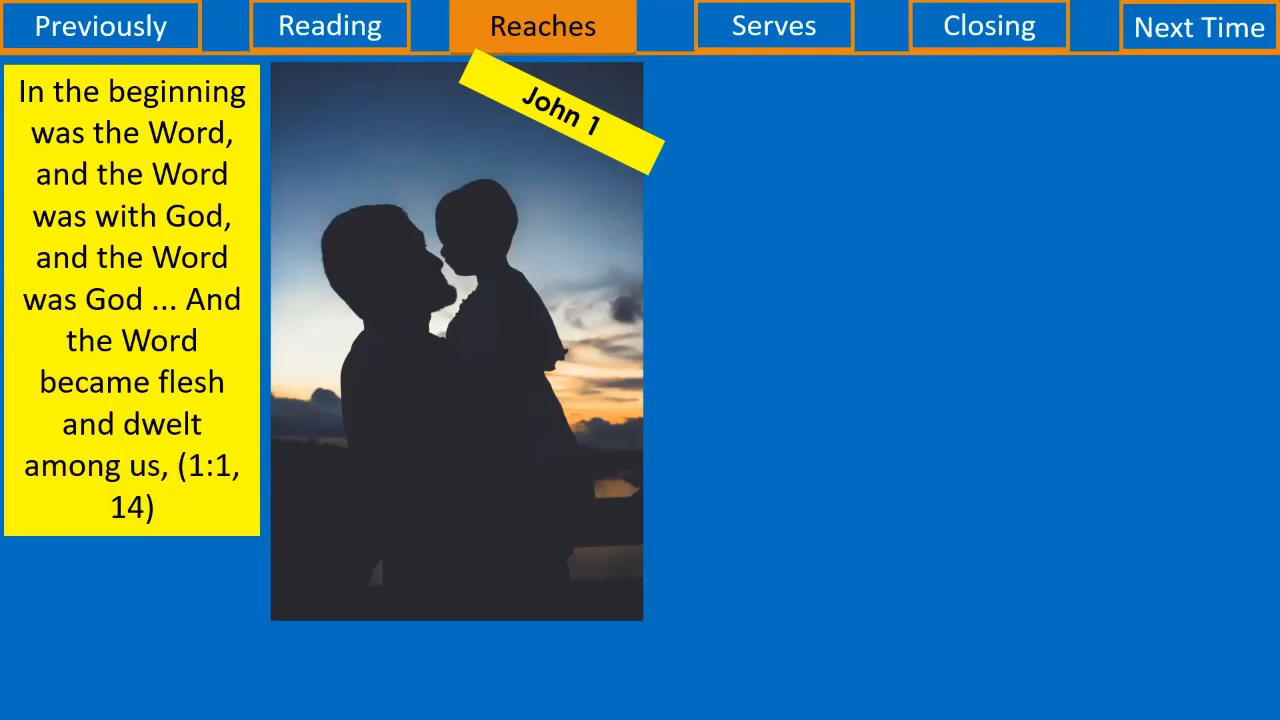 Previously
Reading
Reaches
Serves
Closing
Next Time
In the beginning
was the Word,
and the Word
was with God,
and the Word
was God ... And
the Word
became flesh
and dwelt
among us, (1:1,
14)
John 1